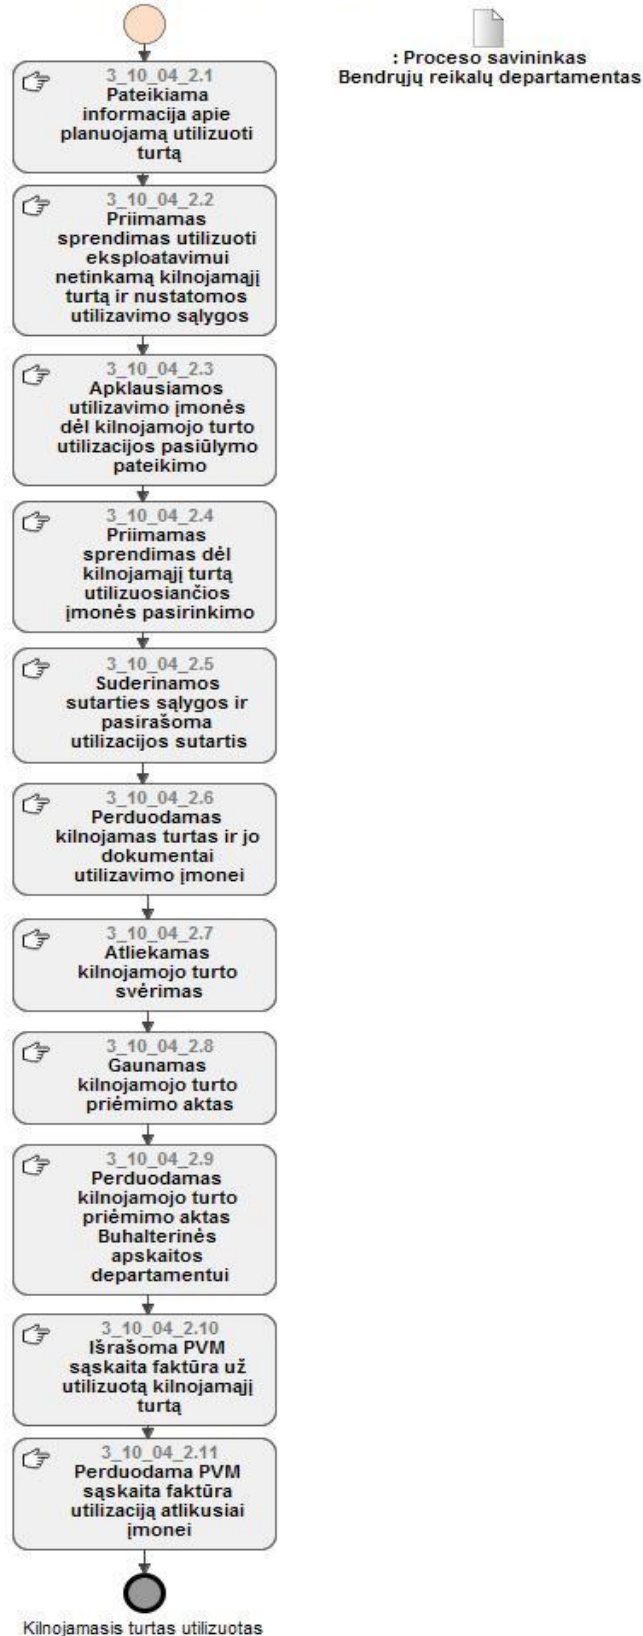 : Proceso savininkas
Bendrųjų reikalų departamentas
3_10_04_2.1
Pateikiama
informacija apie
planuojamą utilizuoti
turtą
3_10_04_2.2
Priimamas
sprendimas utilizuoti
eksploatavimui
netinkamą kilnojamąjį
turtą ir nustatomos
utilizavimo sąlygos
3_10_04_2.3
Apklausiamos
utilizavimo įmonės
dėl kilnojamojo turto
utilizacijos pasiūlymo
pateikimo
3_10_04_2.4
Priimamas
sprendimas dėl
kilnojamąjį turtą
utilizuosiančios
įmonės pasirinkimo
3_10_04_2.5
Suderinamos
sutarties sąlygos ir
pasirašoma
utilizacijos sutartis
3_10_04_2.6
Perduodamas
kilnojamas turtas ir jo
dokumentai
utilizavimo įmonei
3_10_04_2.7
Atliekamas
kilnojamojo turto
svėrimas
3_10_04_2.8
Gaunamas
kilnojamojo turto
priėmimo aktas
3_10_04_2.9
Perduodamas
kilnojamojo turto
priėmimo aktas
Buhalterinės
apskaitos
departamentui
3_10_04_2.10
Išrašoma PVM
sąskaita faktūra už
utilizuotą kilnojamąjį
turtą
3_10_04_2.11
Perduodama PVM
sąskaita faktūra
utilizaciją atlikusiai
įmonei
Kilnojamasis turtas utilizuotas